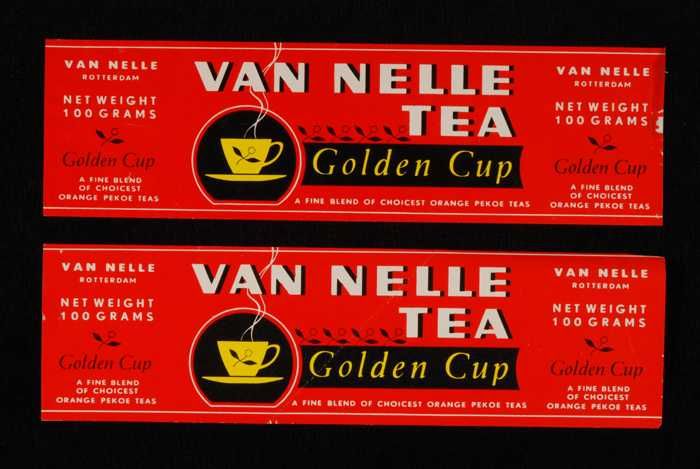 VAN NELLE
ROTTERDAM
NET WEIGHT
100 GRAMS
Golden Cup
A FINE BLEND
OF CHOICEST
ORANGE PEKOE TEAS
VAN NELLE
TEA
Golden Cup
A FINE BLEND OF CHOICEST ORANGE PEKOE TEAS
VAN NELLE
ROTTERDAM
NET WEIGHT
100 GRAMS
Golden Cup
A FINE BLEND
OF CHOICEST
ORANGE PEKOE TEAS
VAN NELLE
ROTTERDAM
NET WEIGHT
100 GRAMS
Golden Cup
A FINE BLEND
OF CHOICEST
ORANGE PEKOE TEAS
VAN NELLE
TEA
Golden Cup
A FINE BLEND OF CHOICEST ORANGE PEKOE TEAS
VAN NELLE
ROTTERDAM
NET WEIGHT
100 GRAMS
Golden Cup
A FINE BLEND
OF CHOICEST
ORANGE PEKOE TEAS